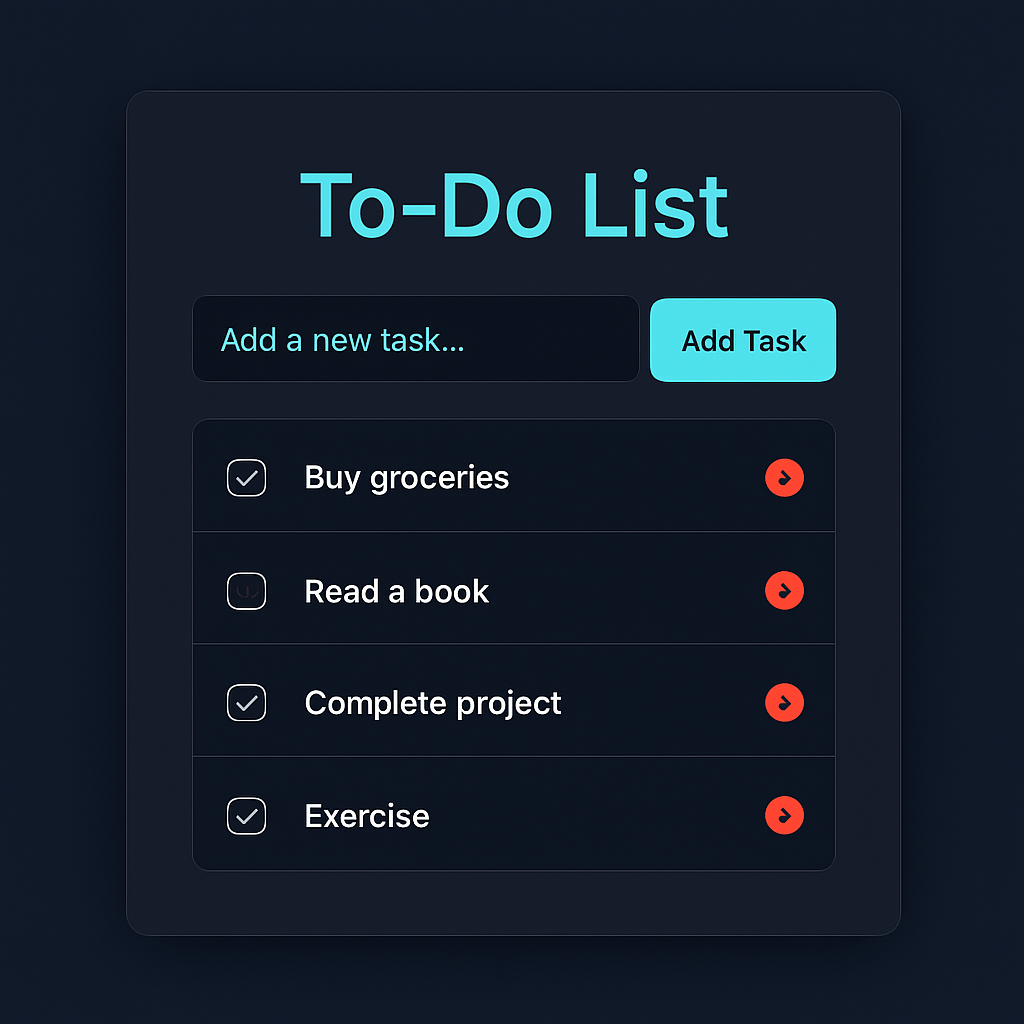 To-Do List
Add a new task...
Add Task
Buy groceries
Read a book
Complete project
Exercise